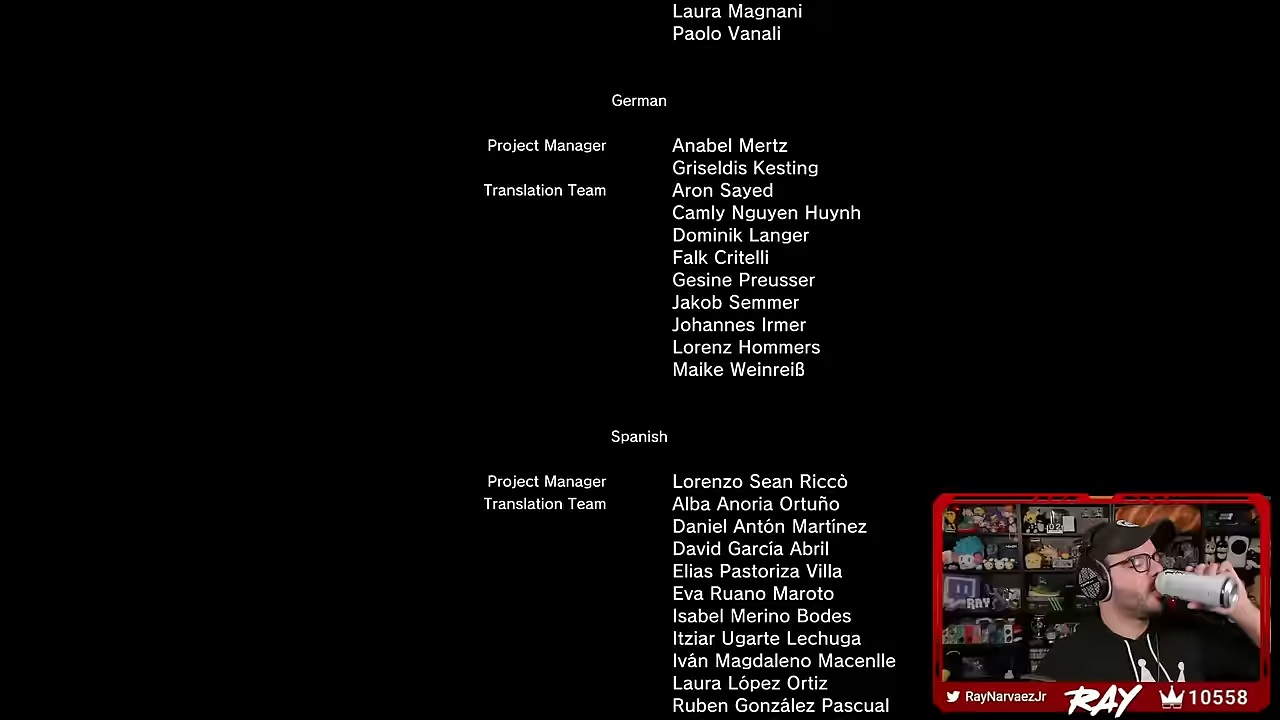 Laura Magnani
Paolo Vanali
German
Project Manager Anabel Mertz
Griseldis Kesting
Translation Team Aron Sayed
Camly Nguyen Huynh
Dominik Langer
Falk Critelli
Gesine Preusser
Jakob Semmer
Johannes Irmer
Lorenz Hommers
Maike Weinreiß
Spanish
Project Manager Lorenzo Sean Riccò
Translation Team Alba Anoria Ortuño
Daniel Antón Martínez
David García Abril
Elias Pastoriza Villa
Eva Ruano Maroto
Isabel Merino Bodes
Itziar Ugarte Lechuga
Iván Magdaleno Macenlle
Laura López Ortiz
Ruben González Pascual
RAY
RayNarvaezJr RAY 10558